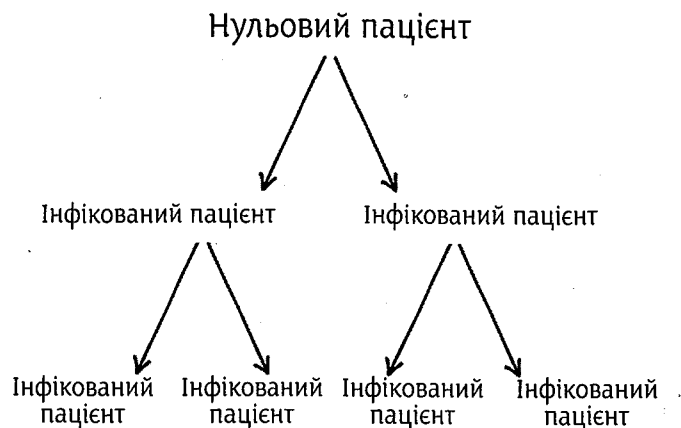 Нульовий пацієнт
Інфікований пацієнт Інфікований пацієнт
Інфікований Інфікований Інфікований Інфікований
пацієнт пацієнт пацієнт пацієнт